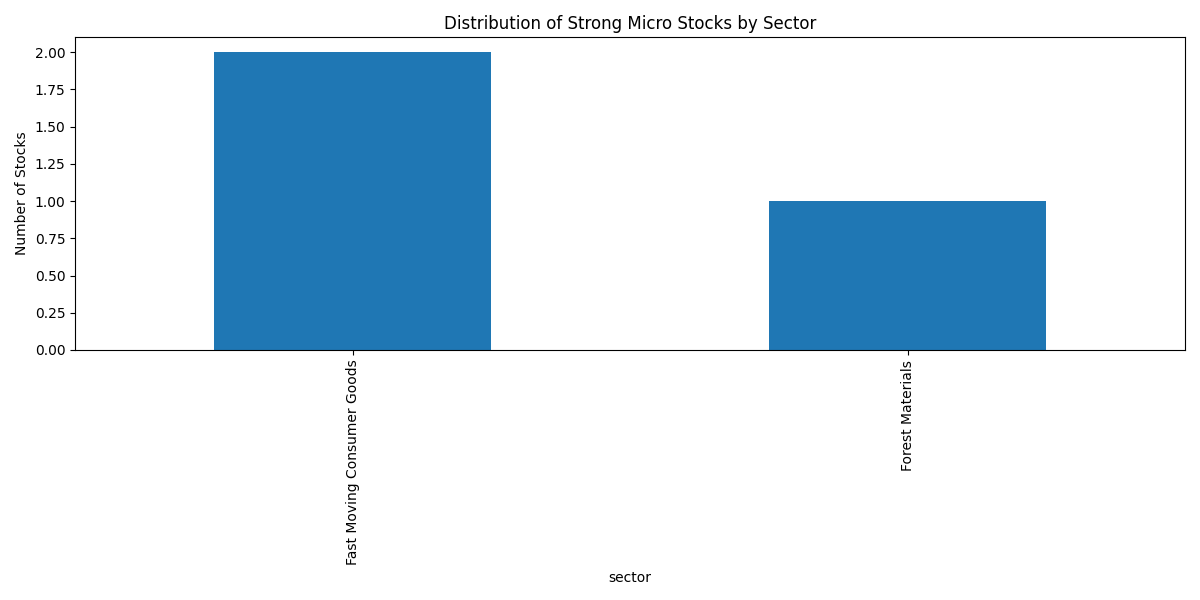 Distribution of Strong Micro Stocks by Sector
Number of Stocks
2.00
1.75
1.50
1.25
1.00
0.75
0.50
0.25
0.00
Fast Moving Consumer Goods
Forest Materials
sector